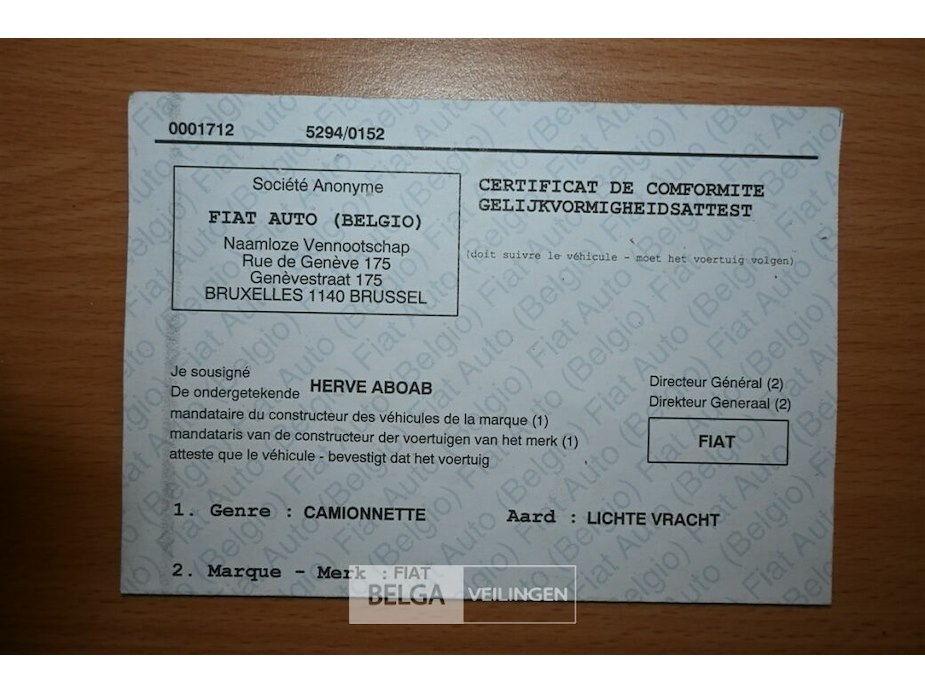 0001712 5294/0152
Société Anonyme
FIAT AUTO (BELGIO)
Naamloze Vennootschap
Rue de Genève 175
Genèvestraat 175
BRUXELLES 1140 BRUSSEL
CERTIFICAT DE COMFORMITE
GELIJKVORMIGHEIDSATTEST
(doit suivre le véhicule - moet het voertuig volgen)
Je sousigné
De ondergetekende HERVE ABOAB
Directeur Général (2)
Direkteur Generaal (2)
mandataire du constructeur des véhicules de la marque (1)
mandataris van de constructeur der voertuigen van het merk (1)
FIAT
atteste que le véhicule - bevestigt dat het voertuig
1. Genre : CAMIONNETTE Aard : LICHTE VRACHT
2. Marque - Merk : FIAT
BELGA VEILINGEN